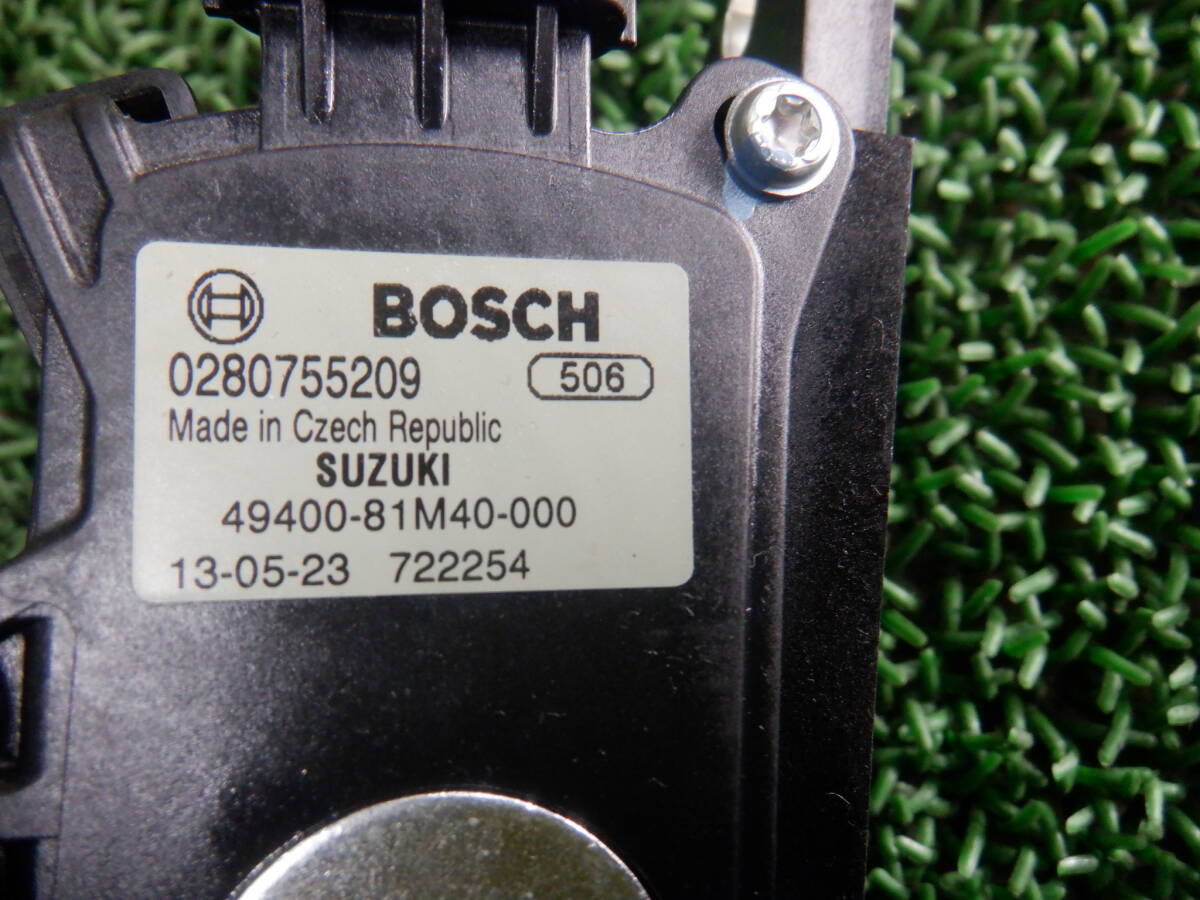 BOSCH
0280755209 506
Made in Czech Republic
SUZUKI
49400-81M40-000
13-05-23 722254